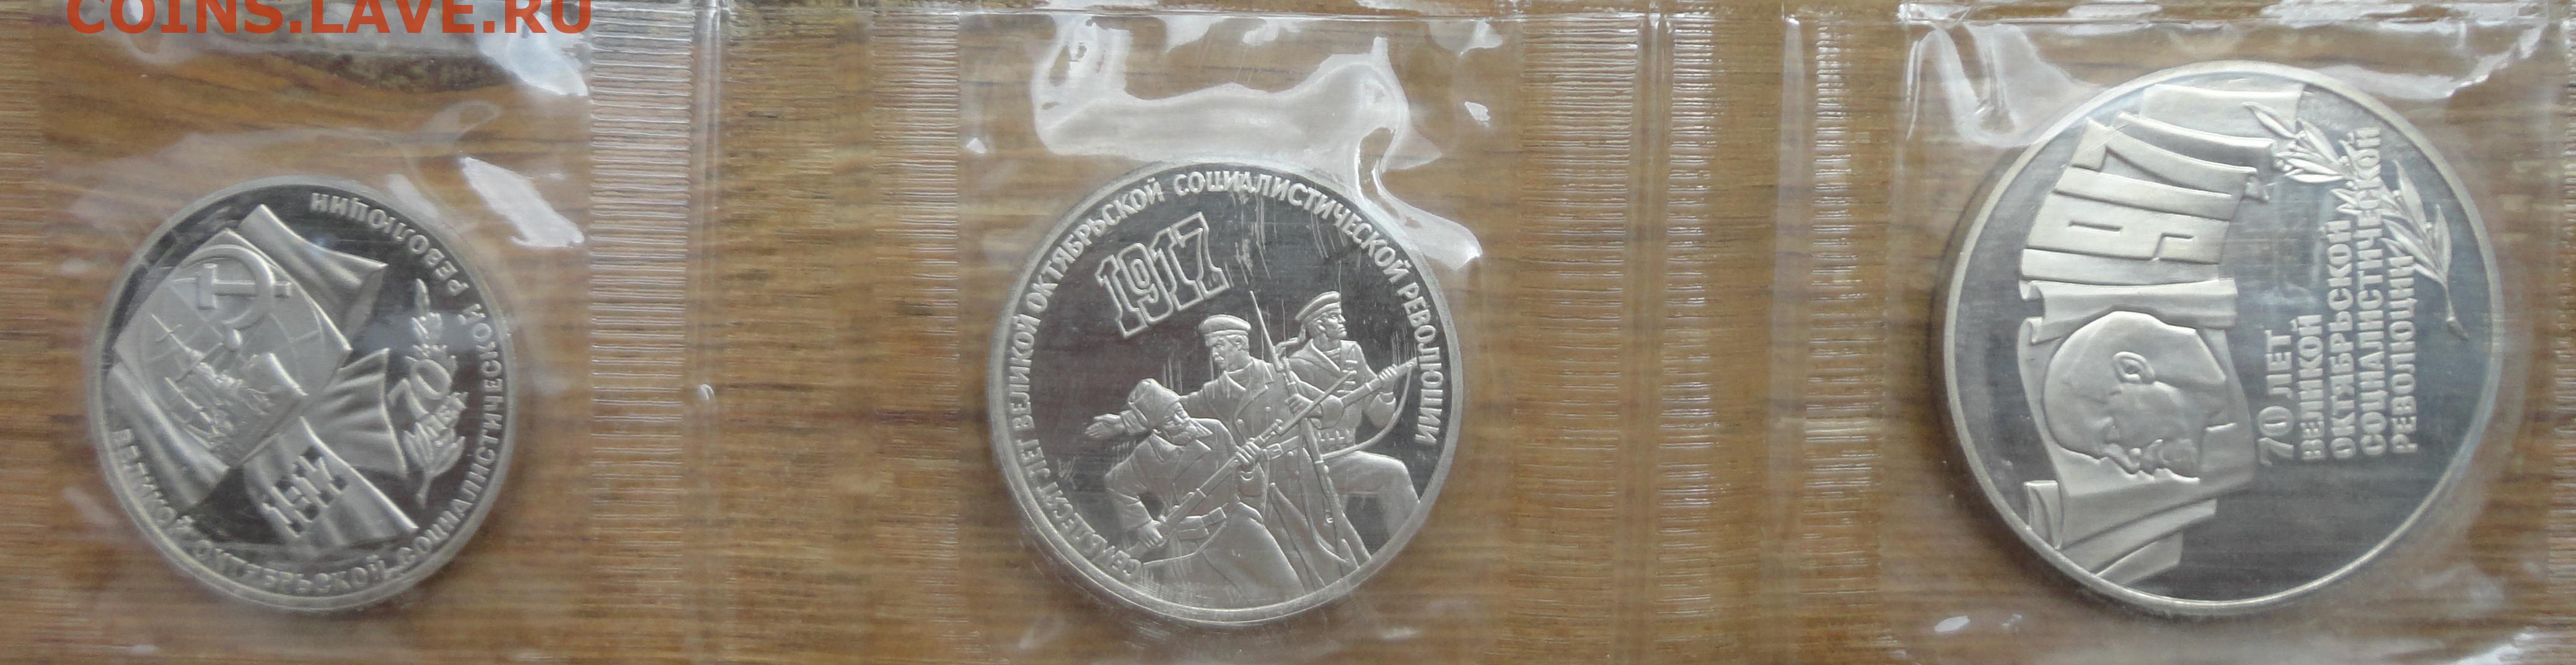 COINS.LAVE.RU
ВЕЛИКОЙ ОКТЯБРЬСКОЙ СОЦИАЛИСТИЧЕСКОЙ РЕВОЛЮЦИИ
1917
70
ЛЕТ
СЕМЬДЕСЯТ ЛЕТ ВЕЛИКОЙ ОКТЯБРЬСКОЙ СОЦИАЛИСТИЧЕСКОЙ РЕВОЛЮЦИИ
1917
1917
70 ЛЕТ
ВЕЛИКОЙ
ОКТЯБРЬСКОЙ
СОЦИАЛИСТИЧЕСКОЙ
РЕВОЛЮЦИИ